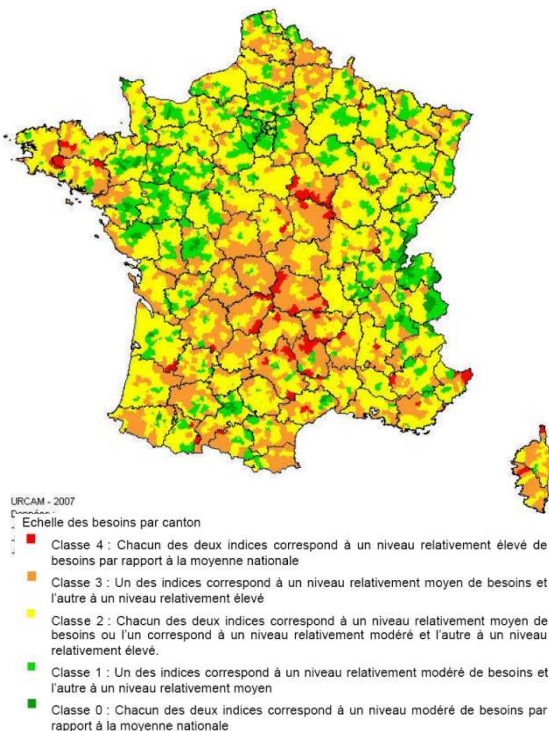 URCAM - 2007
Données :
Echelle des besoins par canton
Classe 4 : Chacun des deux indices correspond à un niveau relativement élevé de
besoins par rapport à la moyenne nationale
Classe 3 : Un des indices correspond à un niveau relativement moyen de besoins et
l'autre à un niveau relativement élevé
Classe 2 : Chacun des deux indices correspond à un niveau relativement moyen de
besoins ou l'un correspond à un niveau relativement modéré et l'autre à un niveau
relativement élevé.
Classe 1 : Un des indices correspond à un niveau relativement modéré de besoins et
l'autre à un niveau relativement moyen
Classe 0 : Chacun des deux indices correspond à un niveau modéré de besoins par
rapport à la moyenne nationale